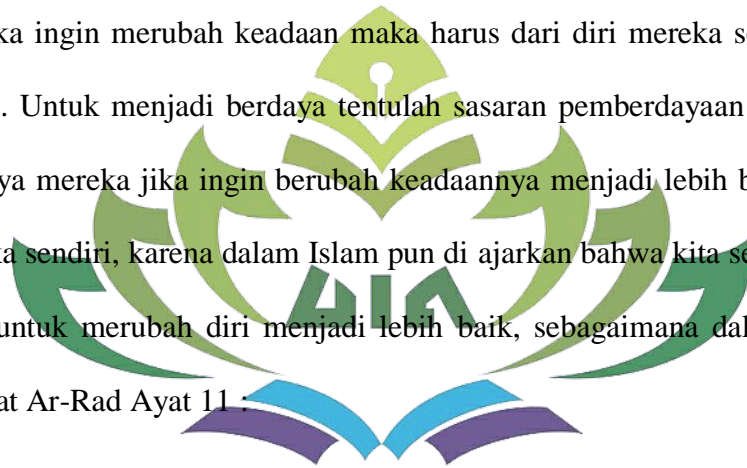 ka ingin merubah keadaan maka harus dari diri mereka se
. Untuk menjadi berdaya tentulah sasaran pemberdayaan
ya mereka jika ingin berubah keadaannya menjadi lebih b
ka sendiri, karena dalam Islam pun di ajarkan bahwa kita se
UIN
untuk merubah diri menjadi lebih baik, sebagaimana dal
at Ar-Rad Ayat 11 :